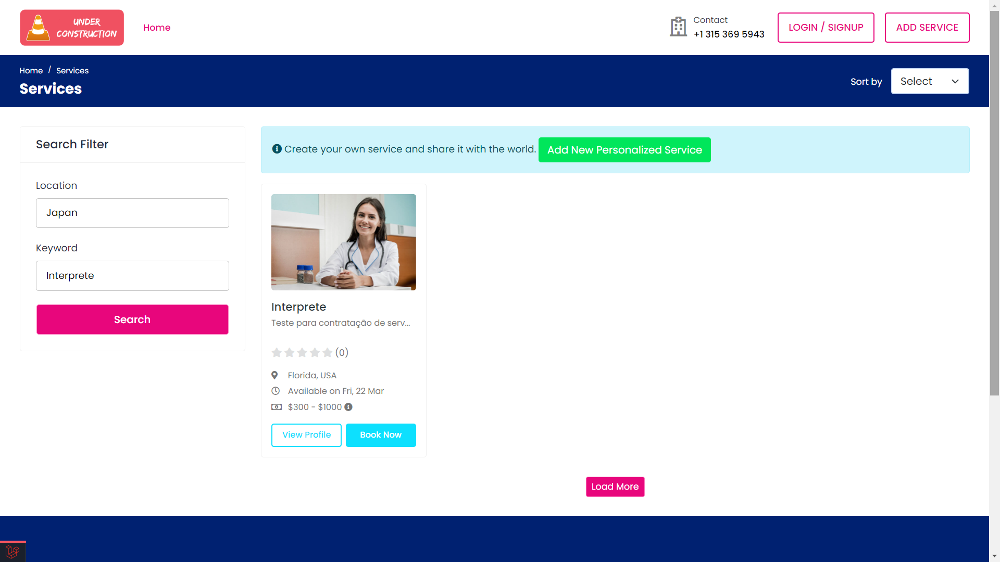 UNDER
CONSTRUCTION
Home
Contact
+1 315 369 5943
LOGIN / SIGNUP
ADD SERVICE
Home / Services
Services
Sort by
Select
Search Filter
Location
Japan
Keyword
Interprete
Search
Create your own service and share it with the world.
Add New Personalized Service
Interprete
Teste para contratação de serv...
(0)
Florida, USA
Available on Fri, 22 Mar
$300 - $1000
View Profile
Book Now
Load More